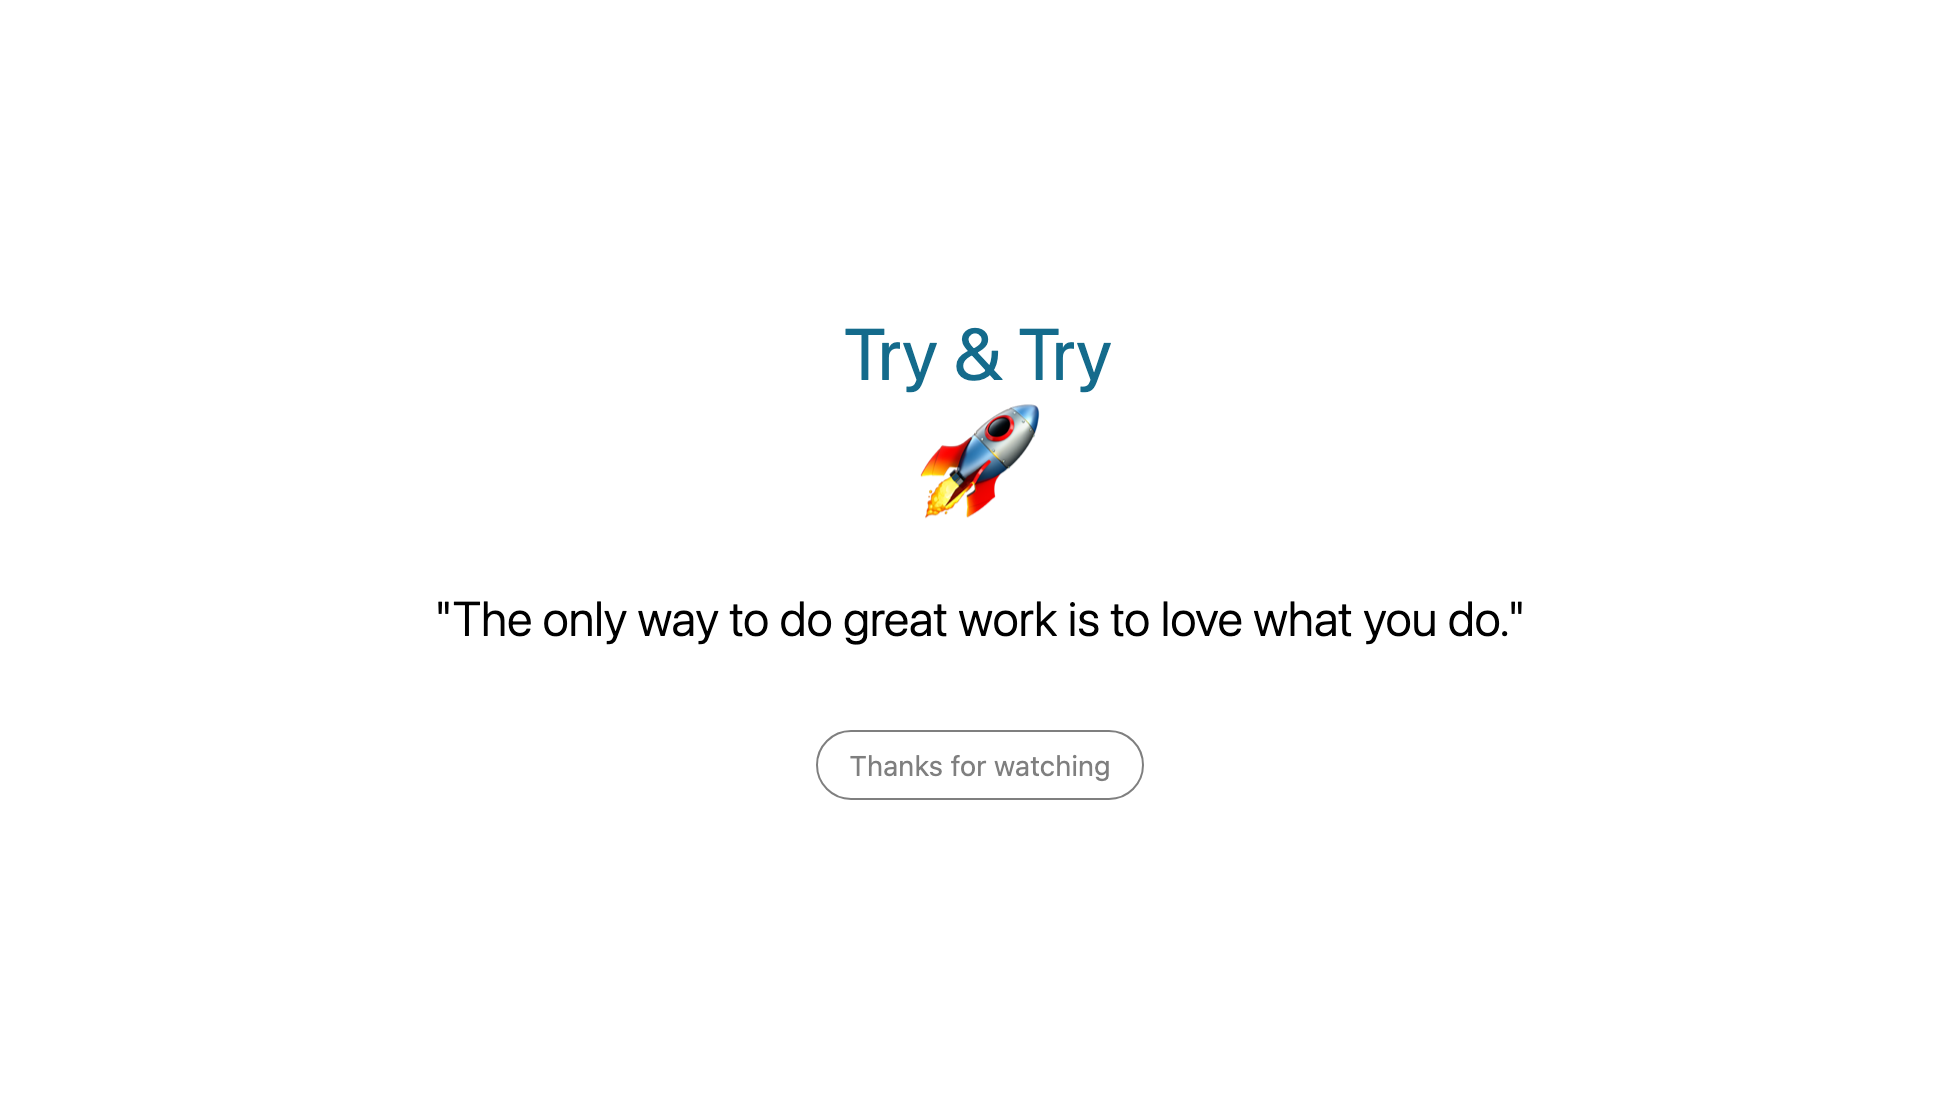 Try & Try
"The only way to do great work is to love what you do."
Thanks for watching